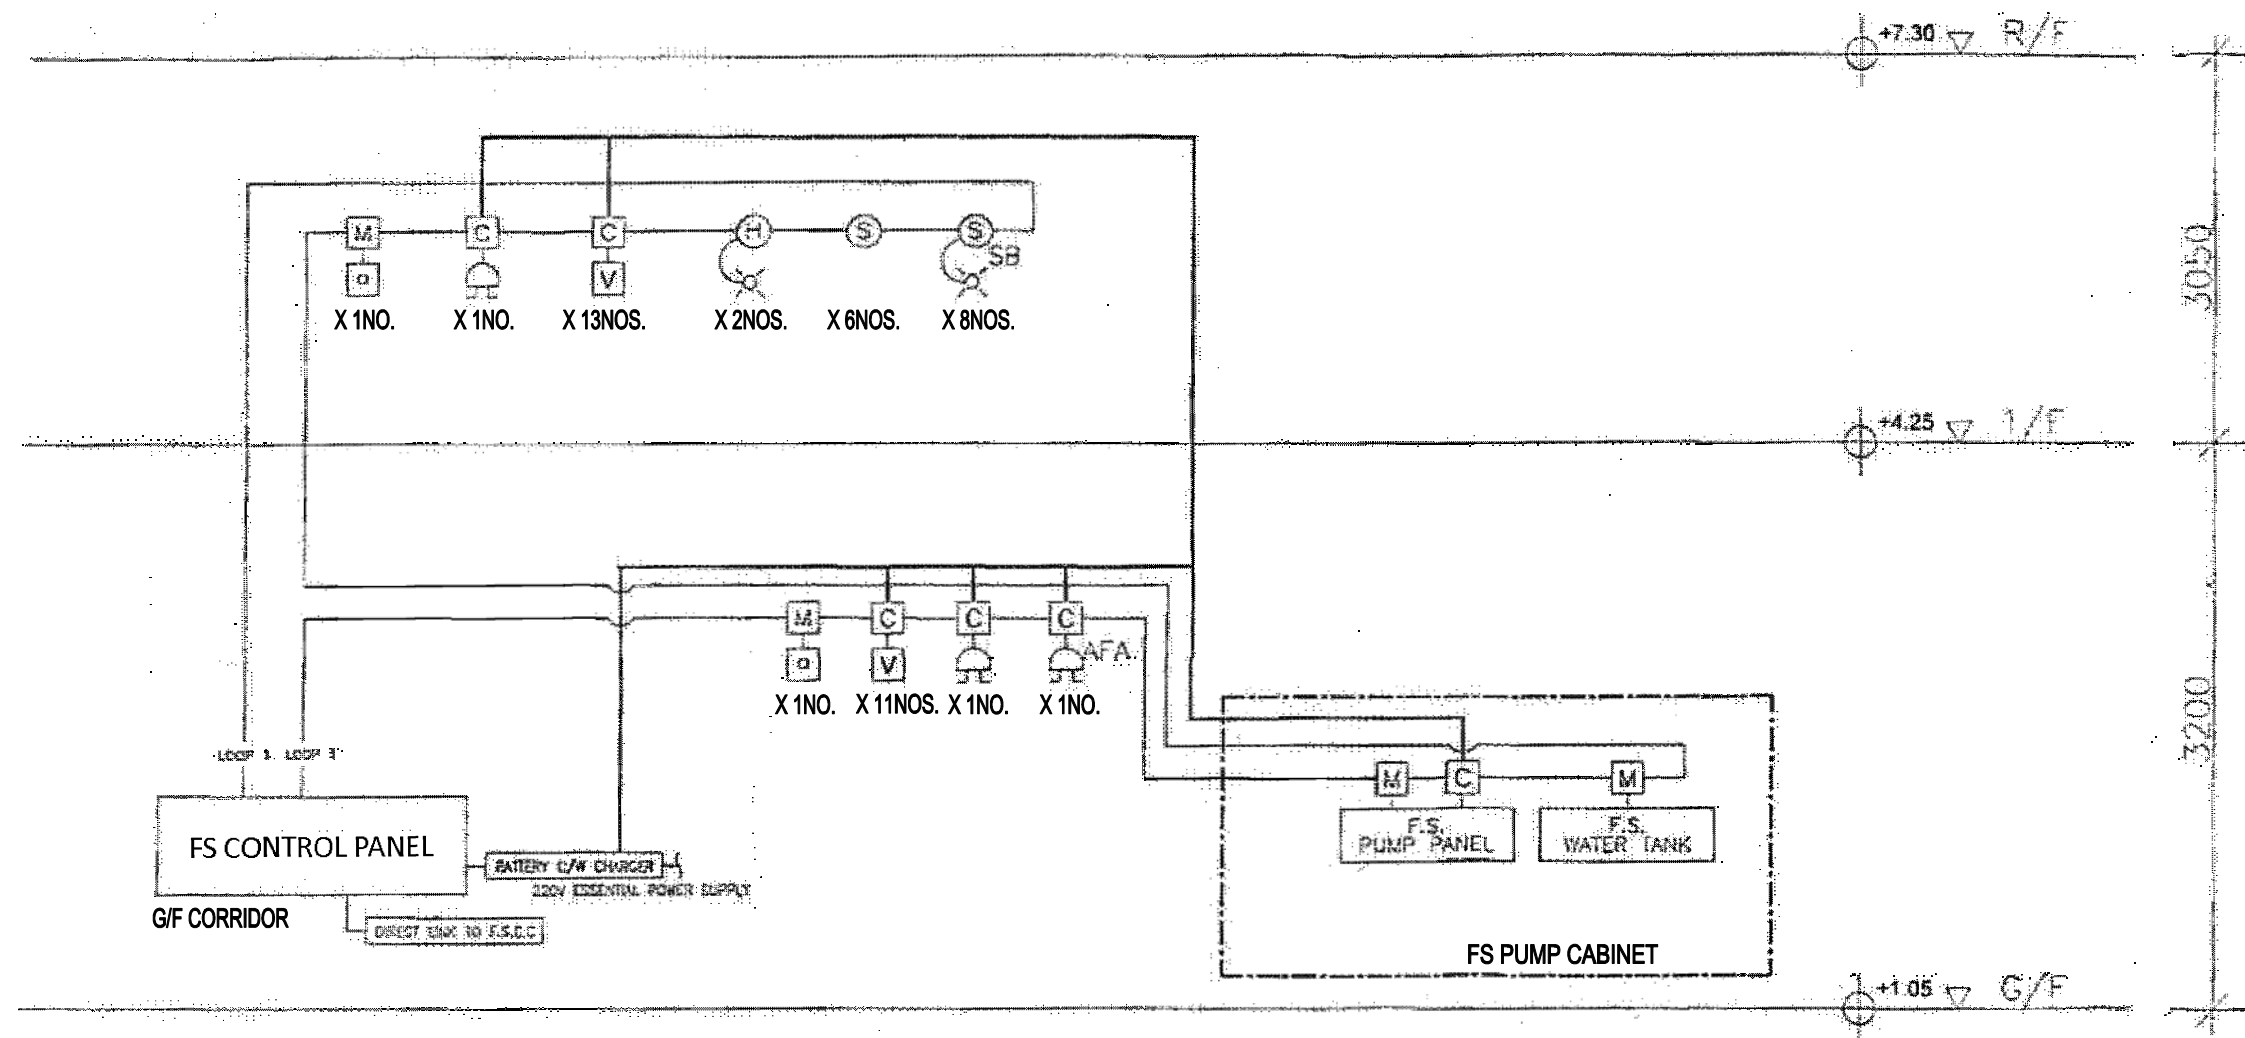 +7.30 R/F
M C C H S S
SB
a V
X 1NO. X 1NO. X 13NOS. X 2NOS. X 6NOS. X 8NOS.
3050
+4.25 1/F
M C C C
AFA.
a V
X 1NO. X 11NOS. X 1NO. X 1NO.
3200
LOOP LOOP
M C M
FS CONTROL PANEL
F.S.
PUMP PANEL
F.S.
WATER TANK
BATTERY C/W CHARGER
220V ESSENTIAL POWER SUPPLY
G/F CORRIDOR
DIRECT LINK TO F.S.C.C
FS PUMP CABINET
+1.05 G/F